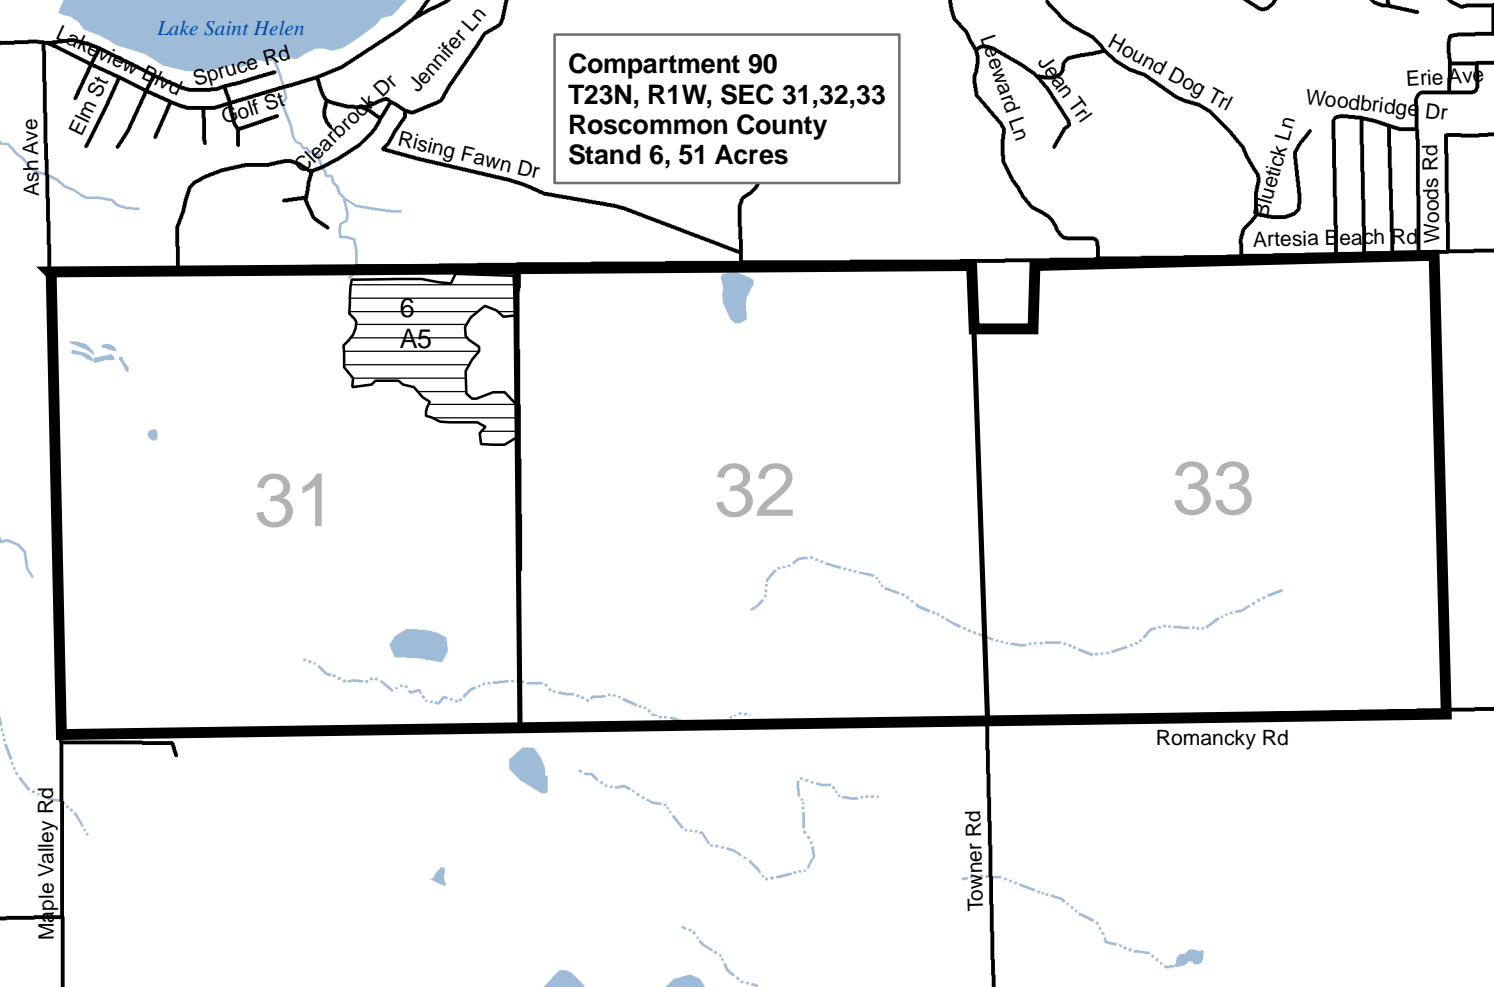 Lake Saint Helen
Lakeview Blvd
Spruce Rd
Jennifer Ln
Elm St
Golf St
Clearbrook Dr
Rising Fawn Dr
Ash Ave
Compartment 90
T23N, R1W, SEC 31,32,33
Roscommon County
Stand 6, 51 Acres
Leeward Ln
Jean Trl
Hound Dog Trl
Erie Ave
Woodbridge Dr
Bluetick Ln
Woods Rd
Artesia Beach Rd
6
A5
31
32
33
Romancky Rd
Maple Valley Rd
Towner Rd